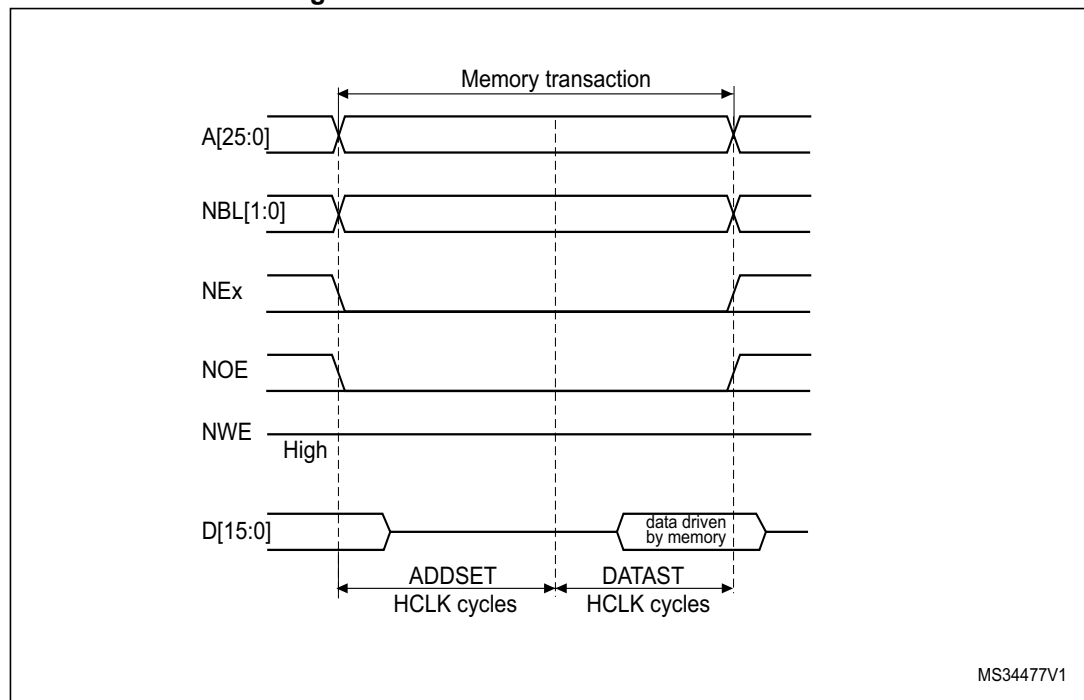 Memory transaction
A[25:0]
NBL[1:0]
NEx
NOE
NWE
High
D[15:0]
data driven
by memory
ADDSET
HCLK cycles
DATAST
HCLK cycles
MS34477V1